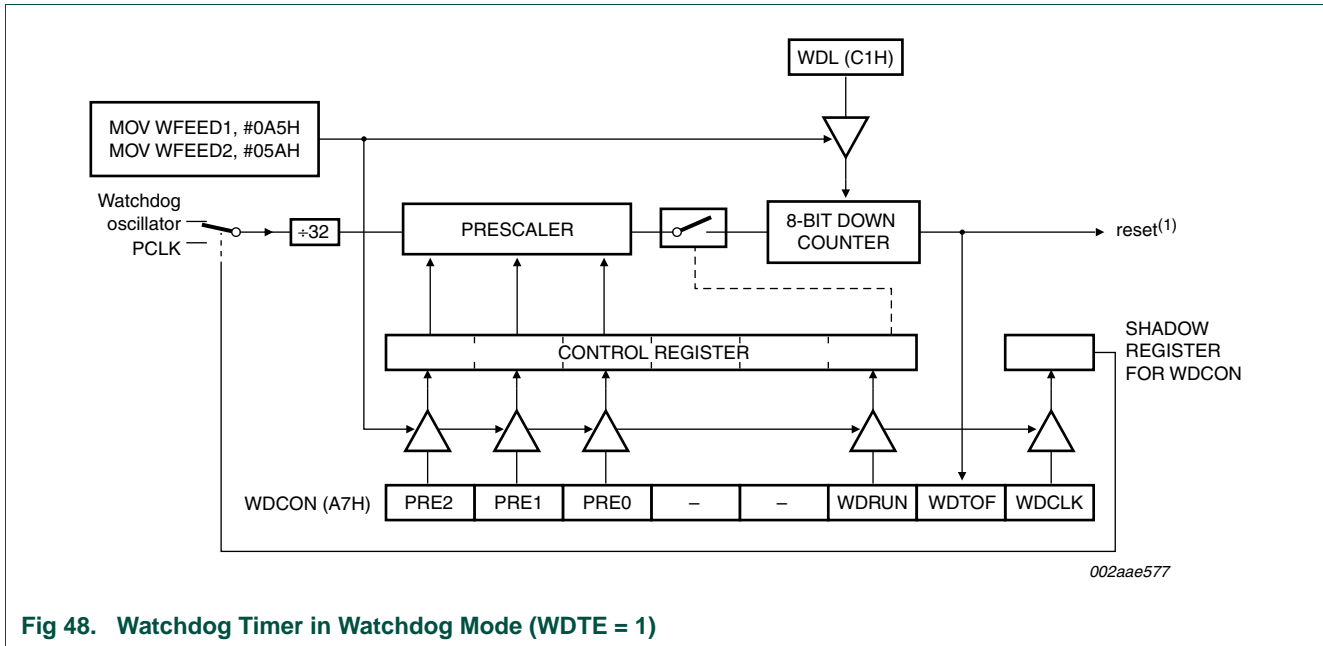 WDL (C1H)
MOV WFEED1, #0A5H
MOV WFEED2, #05AH
Watchdog
oscillator
PCLK
÷32
PRESCALER
8-BIT DOWN
COUNTER
reset(1)
CONTROL REGISTER
SHADOW
REGISTER
FOR WDCON
WDCON (A7H) PRE2 PRE1 PRE0 – – WDRUN WDTOF WDCLK
002aae577
Fig 48. Watchdog Timer in Watchdog Mode (WDTE = 1)